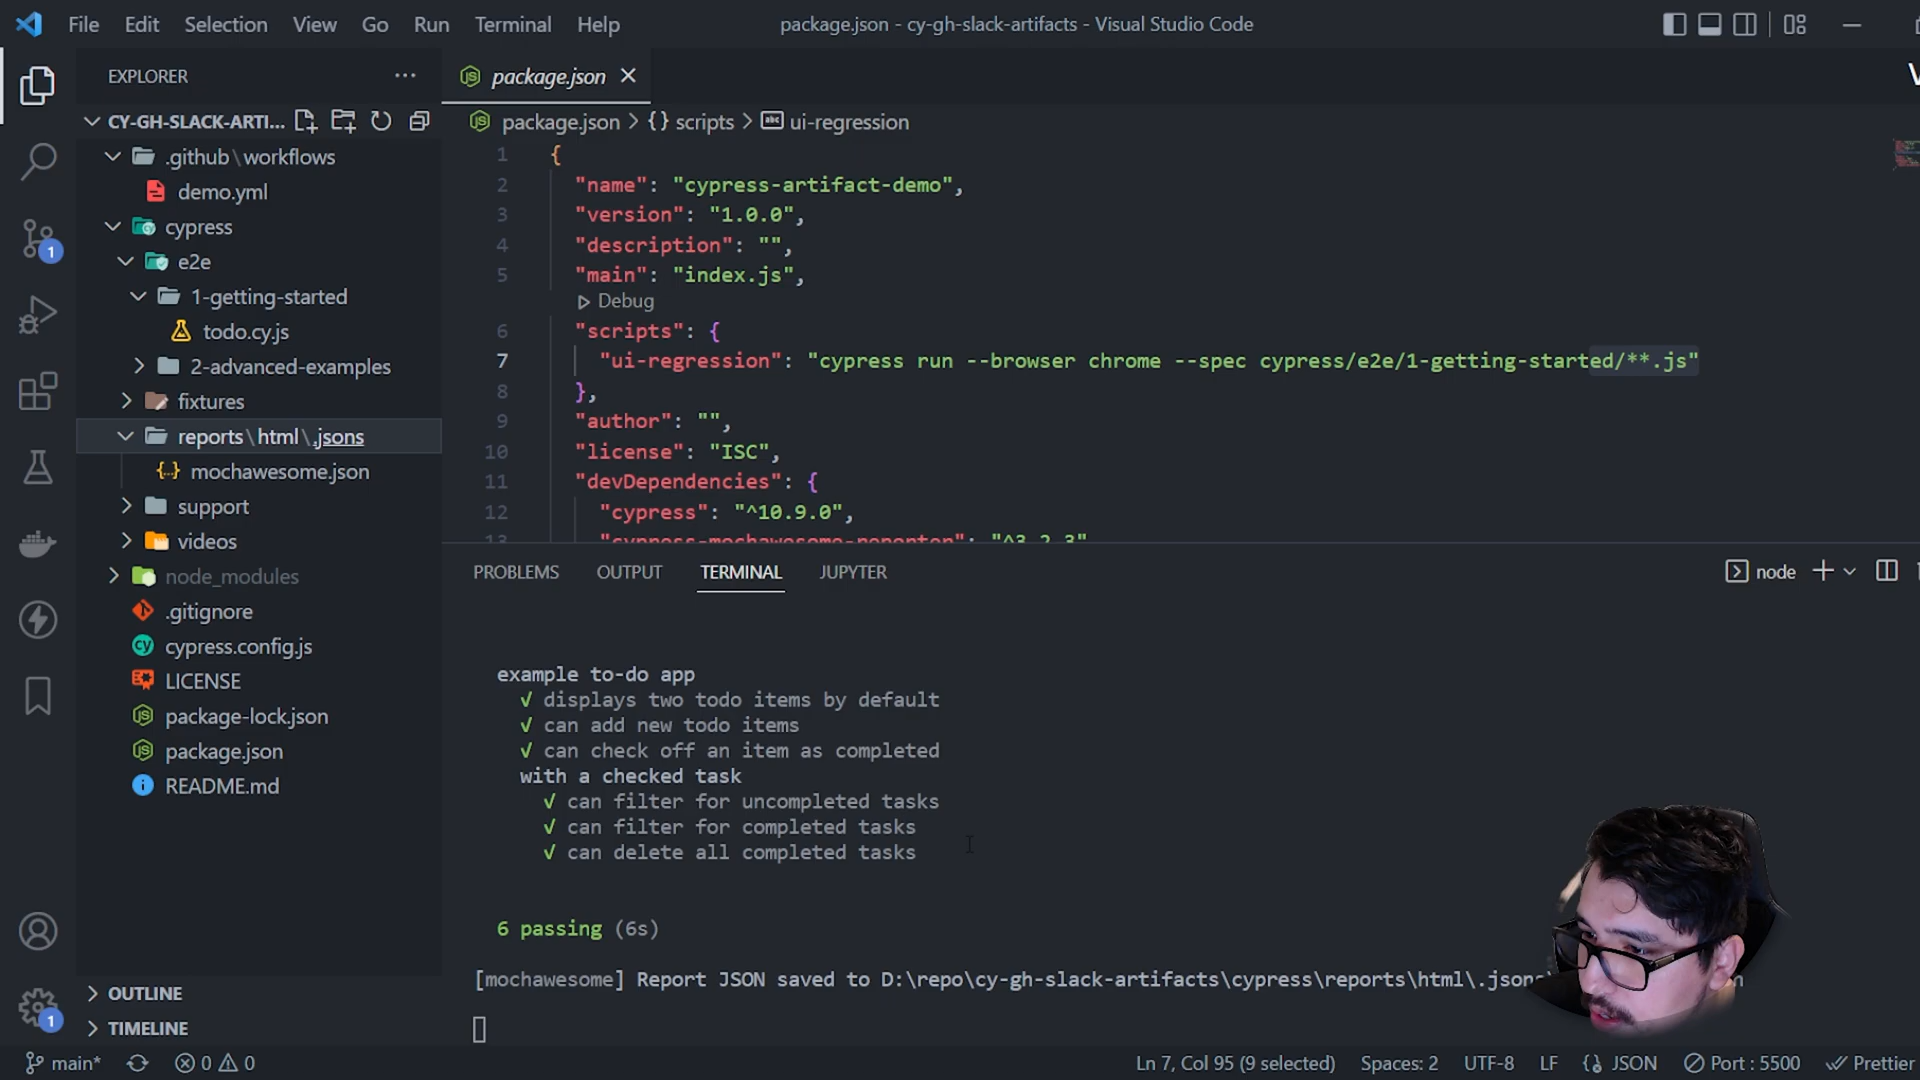 File Edit Selection View Go Run Terminal Help
package.json - cy-gh-slack-artifacts - Visual Studio Code
EXPLORER
package.json
CY-GH-SLACK-ARTI...
package.json > {} scripts > ui-regression
.github\workflows
demo.yml
cypress
e2e
1-getting-started
todo.cy.js
2-advanced-examples
fixtures
reports\html\.jsons
mochawesome.json
support
videos
node_modules
.gitignore
cypress.config.js
LICENSE
package-lock.json
package.json
README.md
OUTLINE
TIMELINE
1 {
2 "name": "cypress-artifact-demo",
3 "version": "1.0.0",
4 "description": "",
5 "main": "index.js",
Debug
6 "scripts": {
7 "ui-regression": "cypress run --browser chrome --spec cypress/e2e/1-getting-started/**.js"
8 },
9 "author": "",
10 "license": "ISC",
11 "devDependencies": {
12 "cypress": "^10.9.0",
13 "cypress-mochawesome-reporter": "^3.2.3"
PROBLEMS OUTPUT TERMINAL JUPYTER
node
example to-do app
√ displays two todo items by default
√ can add new todo items
√ can check off an item as completed
with a checked task
√ can filter for uncompleted tasks
√ can filter for completed tasks
√ can delete all completed tasks
6 passing (6s)
[mochawesome] Report JSON saved to D:\repo\cy-gh-slack-artifacts\cypress\reports\html\.jsons
1
1
main* 0 0
Ln 7, Col 95 (9 selected) Spaces: 2 UTF-8 LF {} JSON Port : 5500 Prettier